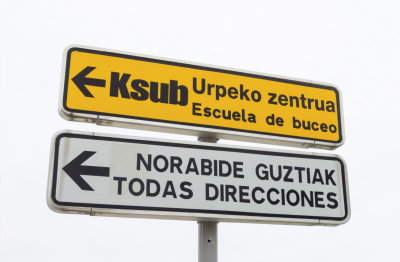 Ksub Urpeko zentrua
Escuela de buceo
NORABIDE GUZTIAK
TODAS DIRECCIONES